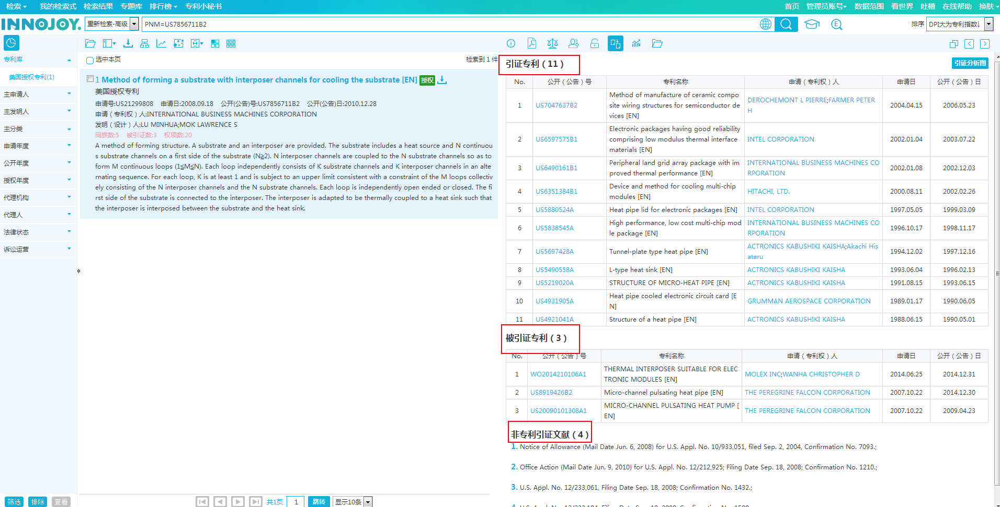 检索 我的检索式 检索结果 专题库 排行榜 专利小秘书 首页 管理员账号 数据范围 看世界 吐槽 在线帮助 换肤
INNOJOY. 重新检索-高级 PNM=US7856711B2 排序 DPI大为专利指数↓
专利库
美国授权专利(1)
主申请人
主发明人
主分类
申请年度
公开年度
授权年度
代理机构
代理人
法律状态
诉讼运营
筛选 排除 查看
选中本页 检索到 1 件
1 Method of forming a substrate with interposer channels for cooling the substrate [EN] 授权
美国授权专利
申请号:US21299808 申请日:2008.09.18 公开(公告)号:US7856711B2 公开(公告)日:2010.12.28
申请（专利权）人:INTERNATIONAL BUSINESS MACHINES CORPORATION
发明（设计）人:LU MINHUA;MOK LAWRENCE S
同族数:5 被引证数:3 权项数:20
A method of forming structure. A substrate and an interposer are provided. The substrate includes a heat source and N continuou
s substrate channels on a first side of the substrate (N≧2). N interposer channels are coupled to the N substrate channels so as to
form M continuous loops (1≦M≦N). Each loop independently consists of K substrate channels and K interposer channels in an alte
rnating sequence. For each loop, K is at least 1 and is subject to an upper limit consistent with a constraint of the M loops collectiv
ely consisting of the N interposer channels and the N substrate channels. Each loop is independently open ended or closed. The fi
rst side of the substrate is connected to the interposer. The interposer is adapted to be thermally coupled to a heat sink such that
the interposer is interposed between the substrate and the heat sink.
共1页 1 跳转 显示10条
引证专利（11） 引证分析图
No. 公开（公告）号 专利名称 申请（专利权）人 申请日 公开（公告）日
1 US7047637B2 Method of manufacture of ceramic compo
site wiring structures for semiconductor de
vices [EN] DEROCHEMONT L PIERRE;FARMER PETER
H 2004.04.15 2006.05.23
2 US6597575B1 Electronic packages having good reliability
comprising low modulus thermal interface
materials [EN] INTEL CORPORATION 2002.01.04 2003.07.22
3 US6490161B1 Peripheral land grid array package with im
proved thermal performance [EN] INTERNATIONAL BUSINESS MACHINES CO
RPORATION 2002.01.08 2002.12.03
4 US6351384B1 Device and method for cooling multi-chip
modules [EN] HITACHI, LTD. 2000.08.11 2002.02.26
5 US5880524A Heat pipe lid for electronic packages [EN] INTEL CORPORATION 1997.05.05 1999.03.09
6 US5838545A High performance, low cost multi-chip mod
le package [EN] INTERNATIONAL BUSINESS MACHINES CO
RPORATION 1996.10.17 1998.11.17
7 US5697428A Tunnel-plate type heat pipe [EN] ACTRONICS KABUSHIKI KAISHA;Akachi His
ateru 1994.12.02 1997.12.16
8 US5490558A L-type heat sink [EN] ACTRONICS KABUSHIKI KAISHA 1993.06.04 1996.02.13
9 US5219020A STRUCTURE OF MICRO-HEAT PIPE [EN] ACTRONICS KABUSHIKI KAISHA 1991.08.15 1993.06.15
10 US4931905A Heat pipe cooled electronic circuit card [E
N] GRUMMAN AEROSPACE CORPORATION 1989.01.17 1990.06.05
11 US4921041A Structure of a heat pipe [EN] ACTRONICS KABUSHIKI KAISHA 1988.06.15 1990.05.01
被引证专利（3）
No. 公开（公告）号 专利名称 申请（专利权）人 申请日 公开（公告）日
1 WO2014210106A1 THERMAL INTERPOSER SUITABLE FOR ELEC
TRONIC MODULES [EN] MOLEX INC;WANHA CHRISTOPHER D 2014.06.25 2014.12.31
2 US8919426B2 Micro-channel pulsating heat pipe [EN] THE PEREGRINE FALCON CORPORATION 2007.10.22 2014.12.30
3 US20090101308A1 MICRO-CHANNEL PULSATING HEAT PUMP [
EN] THE PEREGRINE FALCON CORPORATION 2007.10.22 2009.04.23
非专利引证文献（4）
1. Notice of Allowance (Mail Date Jun. 6, 2008) for U.S. Appl. No. 10/933,051, filed Sep. 2, 2004, Confirmation No. 7093.;
2. Office Action (Mail Date Jun. 9, 2010) for U.S. Appl. No. 12/212,925; Filing Date Sep. 18, 2008; Confirmation No. 1210.;
3. U.S. Appl. No. 12/233,061, Filing Date Sep. 18, 2008; Confirmation No. 1432.;